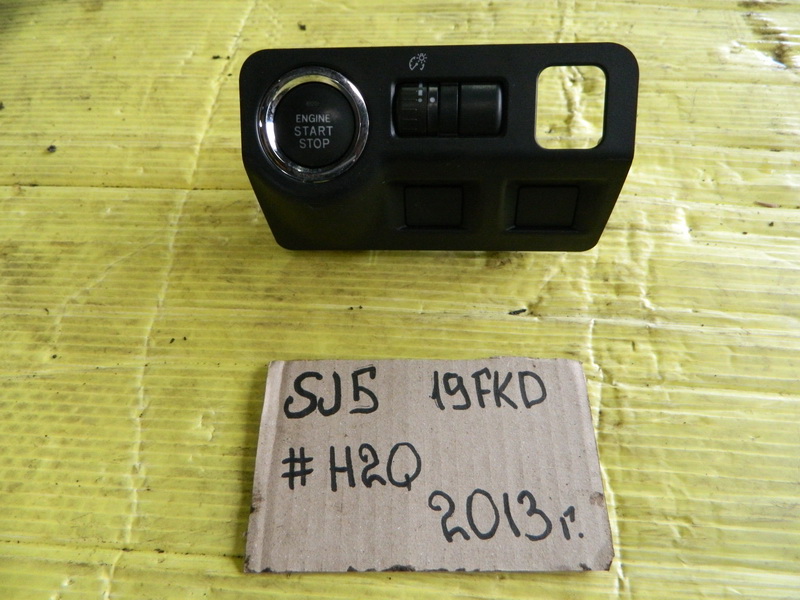 ENGINE
START
STOP
SJ5 19FKD
#H2Q
2013г.